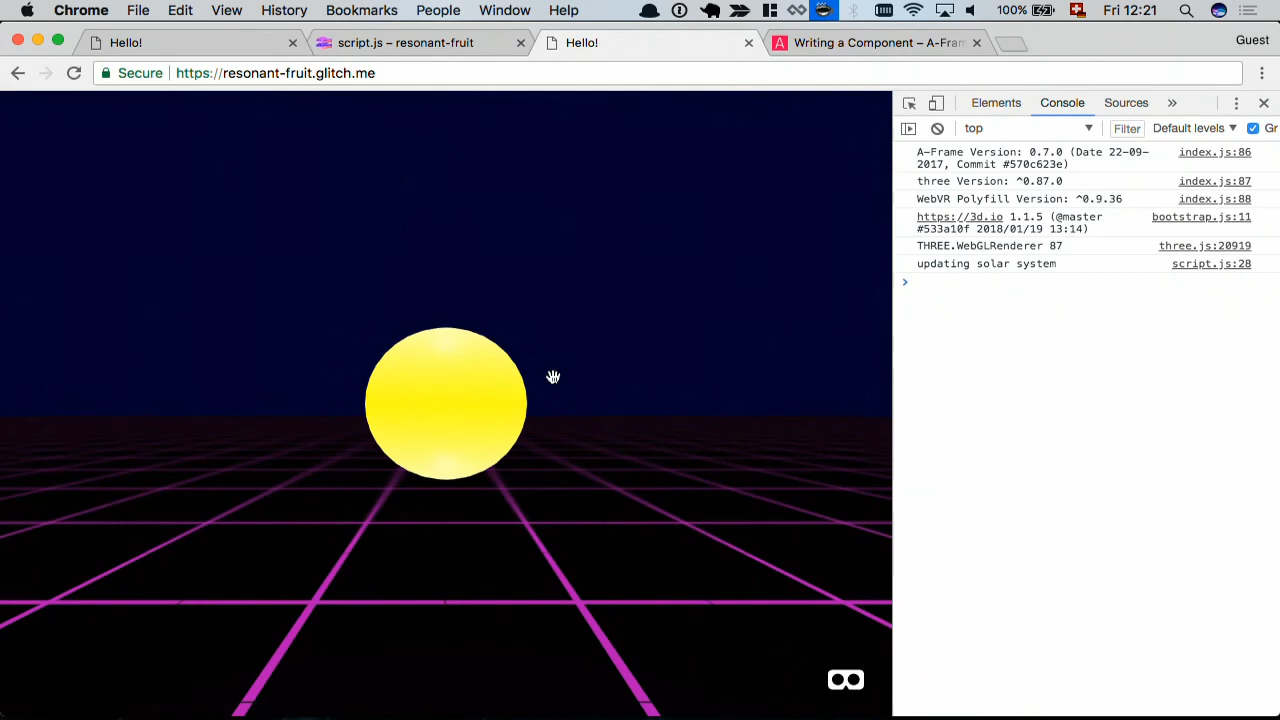 Chrome File Edit View History Bookmarks People Window Help 100% Fri 12:21
Hello! script.js – resonant-fruit Hello! Writing a Component – A-Fram Guest
Secure https://resonant-fruit.glitch.me
Elements Console Sources »
top Filter Default levels Gr
A-Frame Version: 0.7.0 (Date 22-09- index.js:86
2017, Commit #570c623e)
three Version: ^0.87.0 index.js:87
WebVR Polyfill Version: ^0.9.36 index.js:88
https://3d.io 1.1.5 (@master bootstrap.js:11
#533a10f 2018/01/19 13:14)
THREE.WebGLRenderer 87 three.js:20919
updating solar system script.js:28